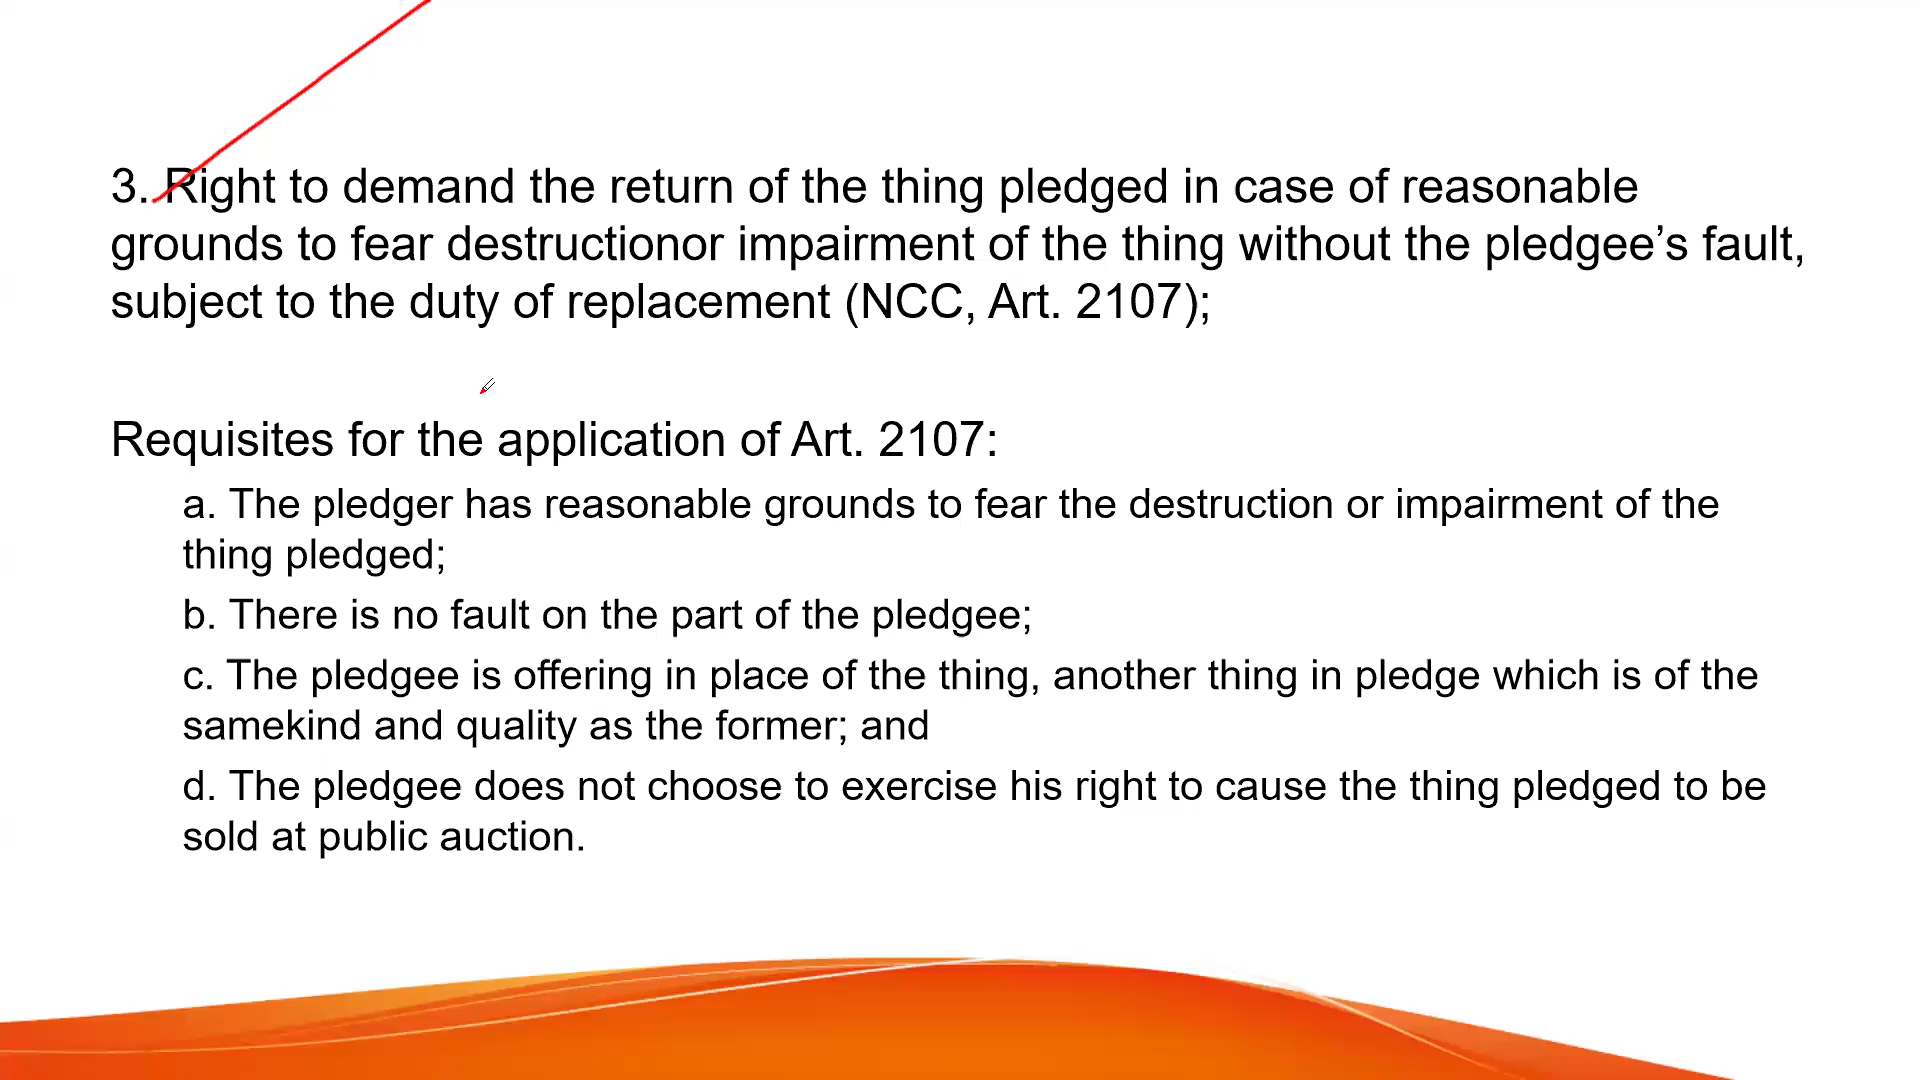 3. Right to demand the return of the thing pledged in case of reasonable
grounds to fear destructionor impairment of the thing without the pledgee’s fault,
subject to the duty of replacement (NCC, Art. 2107);
Requisites for the application of Art. 2107:
a. The pledger has reasonable grounds to fear the destruction or impairment of the
thing pledged;
b. There is no fault on the part of the pledgee;
c. The pledgee is offering in place of the thing, another thing in pledge which is of the
samekind and quality as the former; and
d. The pledgee does not choose to exercise his right to cause the thing pledged to be
sold at public auction.